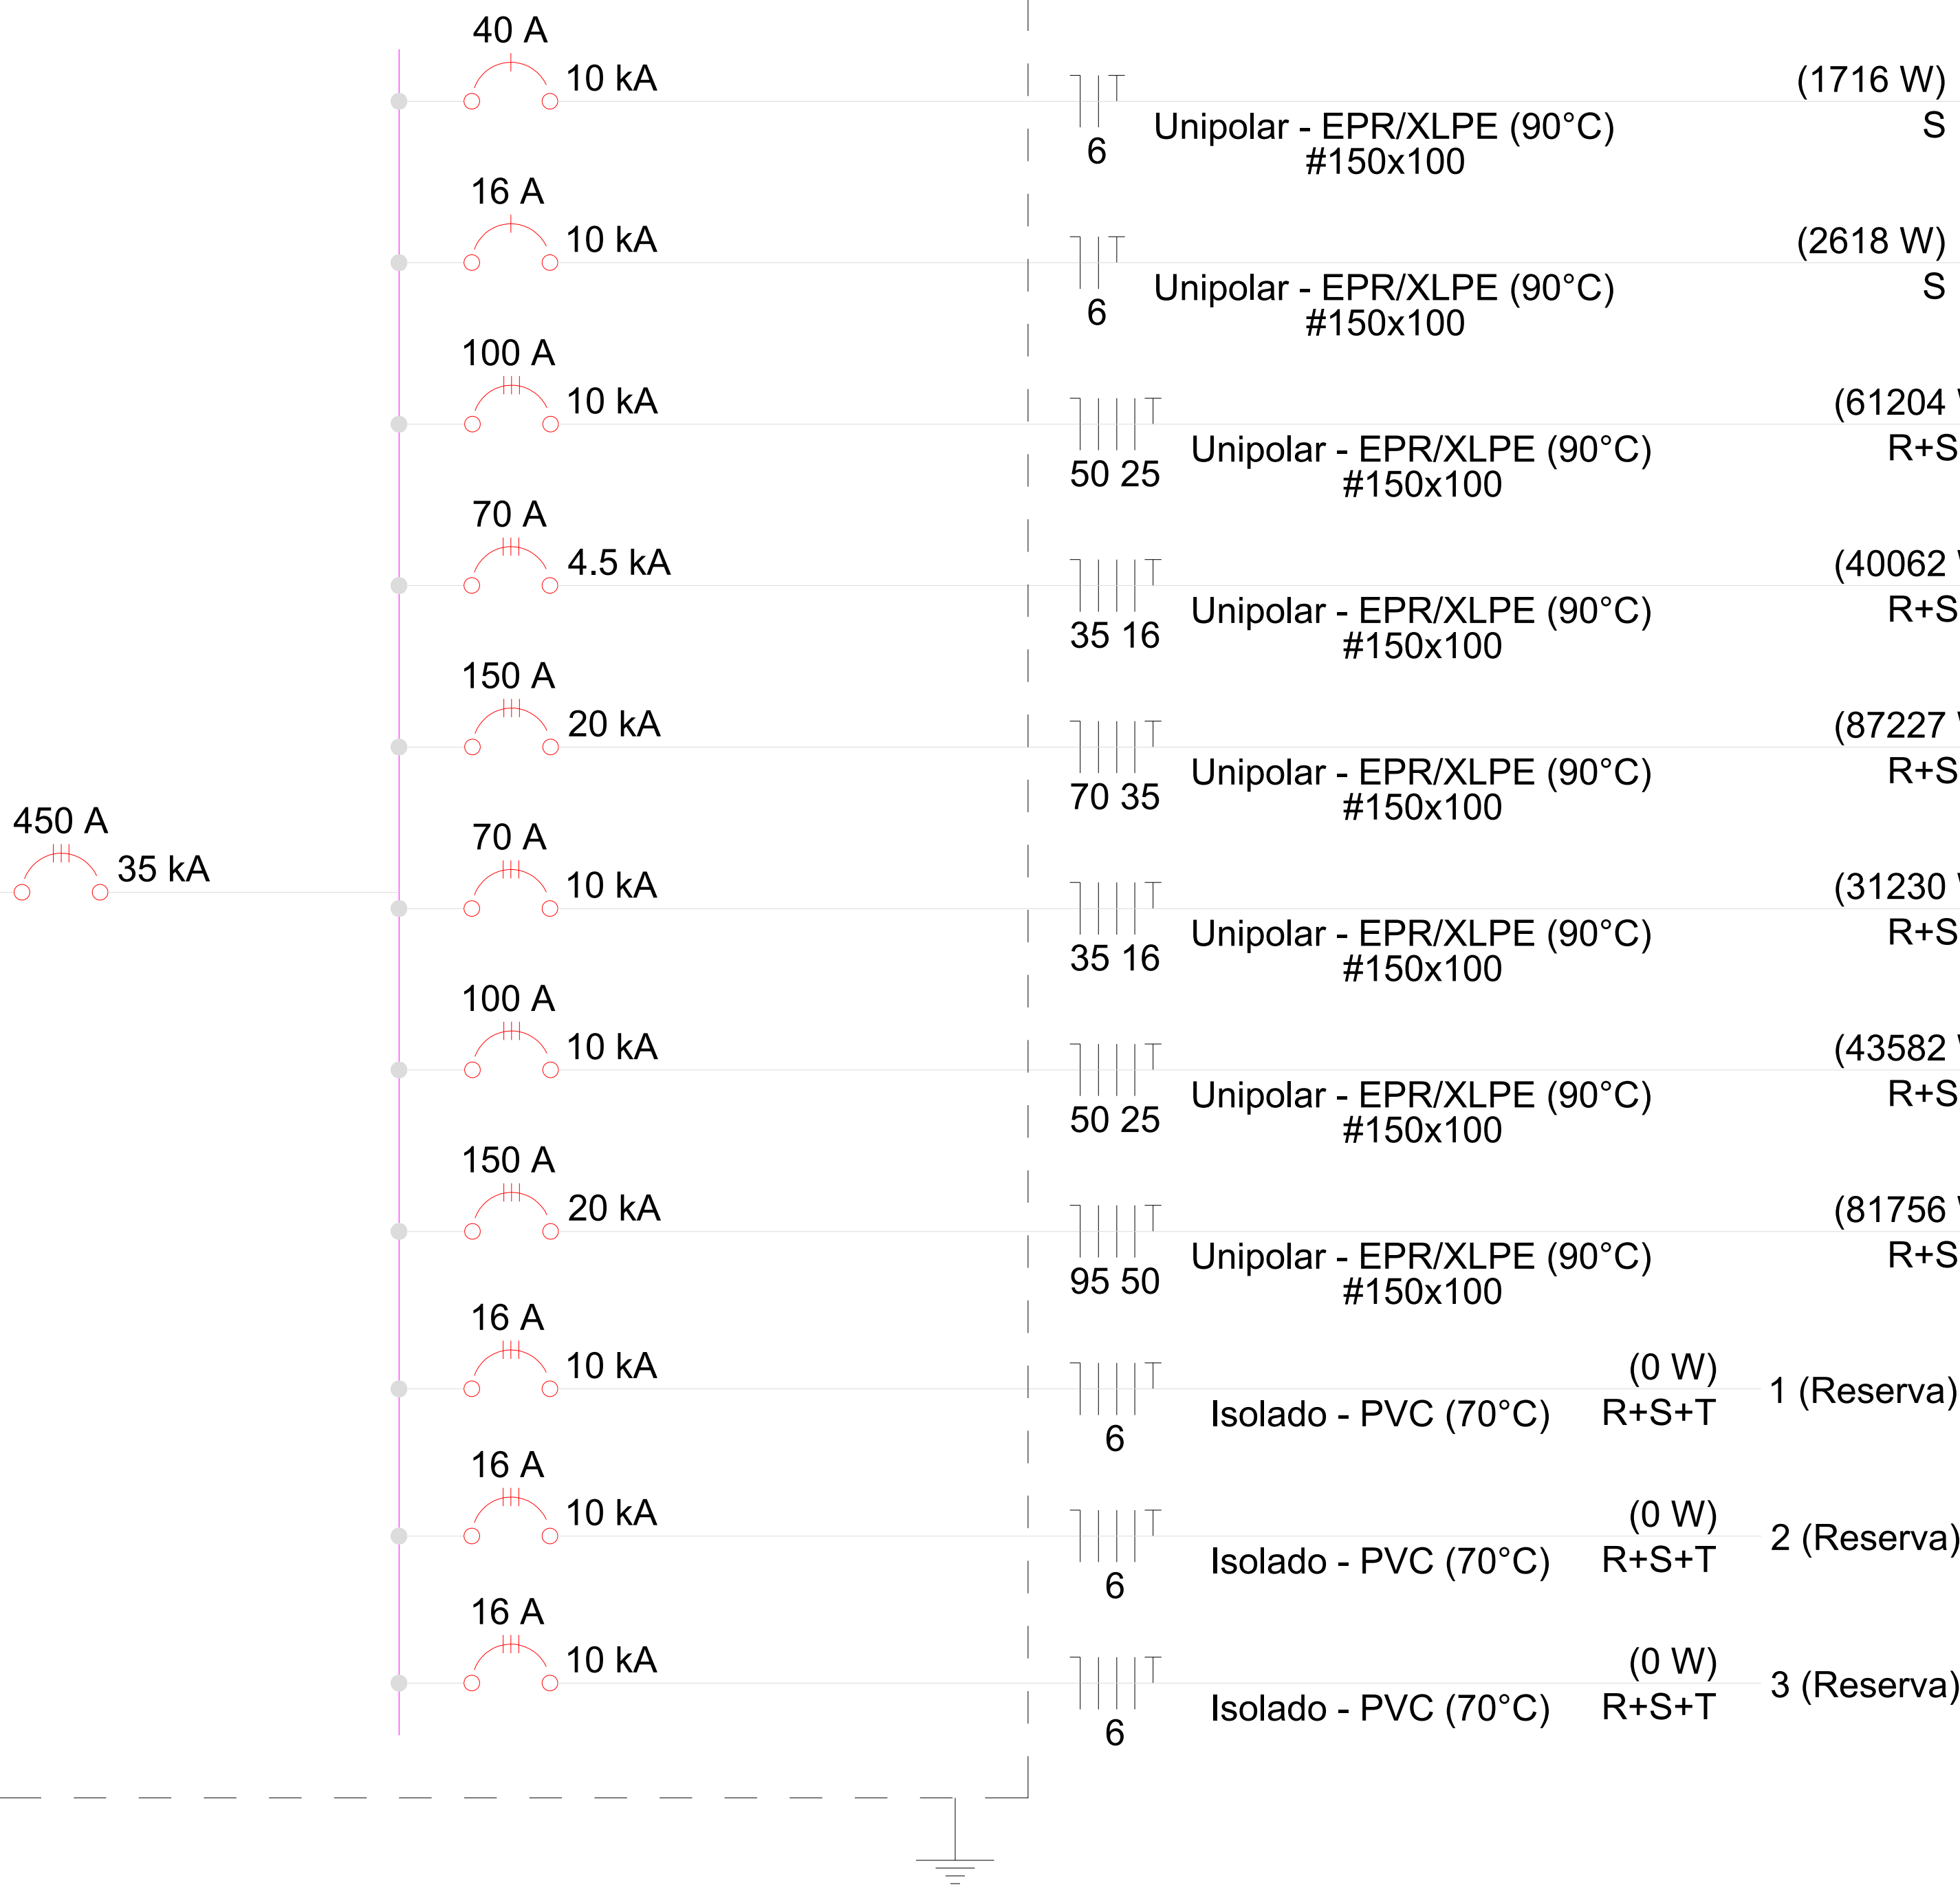 40 A
10 kA
(1716 W)
6
Unipolar - EPR/XLPE (90°C)
S
#150x100
16 A
10 kA
(2618 W)
6
Unipolar - EPR/XLPE (90°C)
S
#150x100
100 A
10 kA
(61204
50 25
Unipolar - EPR/XLPE (90°C)
R+S
#150x100
70 A
4.5 kA
(40062
35 16
Unipolar - EPR/XLPE (90°C)
R+S
#150x100
150 A
20 kA
(87227
70 35
Unipolar - EPR/XLPE (90°C)
R+S
#150x100
450 A
35 kA
70 A
10 kA
(31230
35 16
Unipolar - EPR/XLPE (90°C)
R+S
#150x100
100 A
10 kA
(43582
50 25
Unipolar - EPR/XLPE (90°C)
R+S
#150x100
150 A
20 kA
(81756
95 50
Unipolar - EPR/XLPE (90°C)
R+S
#150x100
16 A
10 kA
(0 W)
1 (Reserva)
6
Isolado - PVC (70°C)
R+S+T
16 A
10 kA
(0 W)
2 (Reserva)
6
Isolado - PVC (70°C)
R+S+T
16 A
10 kA
(0 W)
3 (Reserva)
6
Isolado - PVC (70°C)
R+S+T